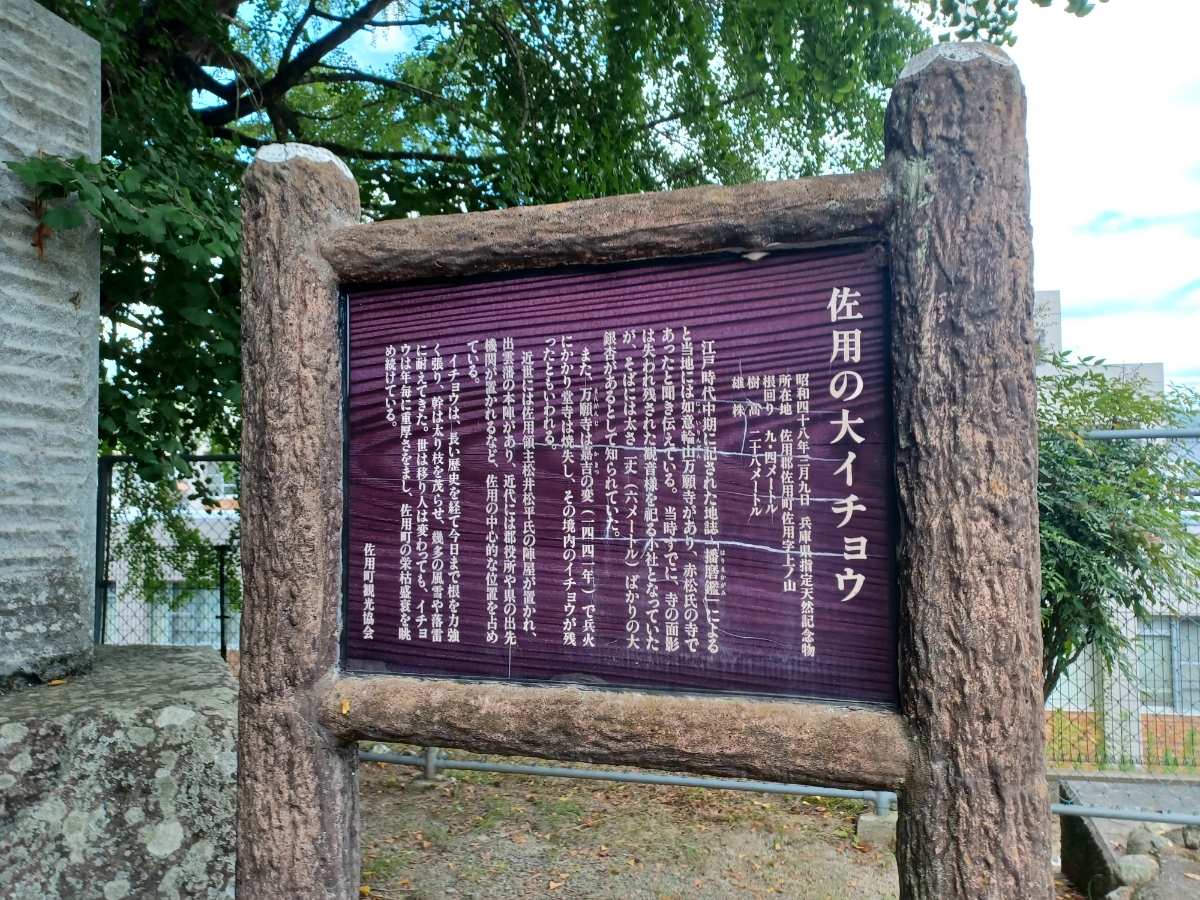 佐用の大イチョウ
昭和四十八年三月九日　兵庫県指定天然記念物
所在地　佐用郡佐用町佐用字上ノ山
根回り　九・四メートル
樹高　二十八メートル
雄株
江戸時代中期に記された地誌「播磨鑑」による
と当地には如意輪山万願寺があり、赤松氏の寺で
あったと聞き伝えている。当時すでに、寺の面影
は失われ残された観音様を祀る小社となっていた
が、そばには太さ二丈（六メートル）ばかりの大
銀杏があるとして知られていた。
また、万願寺は嘉吉の変（一四四一年）で兵火
にかかり堂寺は焼失し、その境内のイチョウが残
ったともいわれる。
近世には佐用領主松井松平氏の陣屋が置かれ、
出雲藩の本陣があり、近代には郡役所や県の出先
機関が置かれるなど、佐用の中心的な位置を占め
ている。
イチョウは、長い歴史を経て今日まで根を力強
く張り、幹は太り枝を茂らせ、幾多の風雪や落雷
に耐えてきた。世は移り人は変わっても、イチョ
ウは年毎に重厚さをまし、佐用町の栄枯盛衰を眺
め続けている。
佐用町観光協会